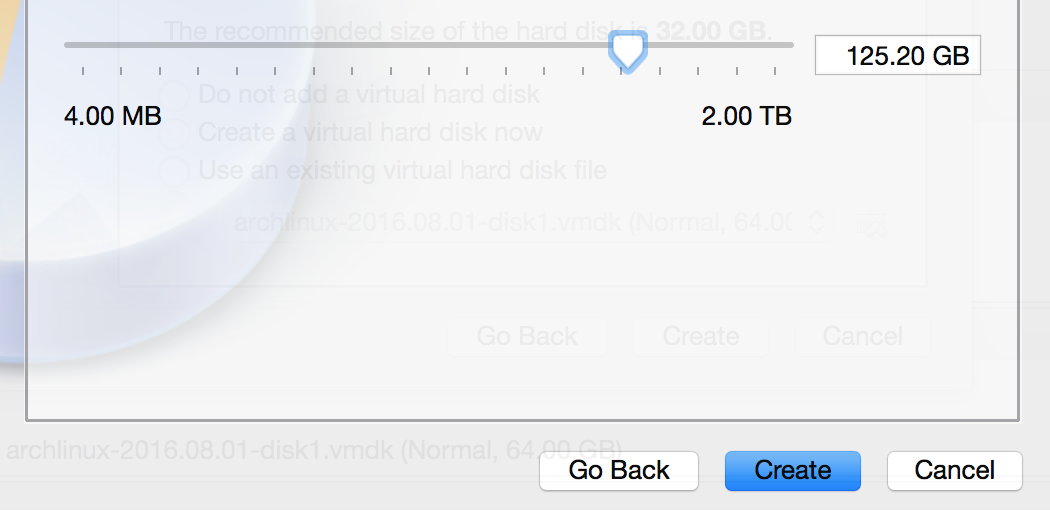 The recommended size of the hard disk is 32.00 GB.
125.20 GB
Do not add a virtual hard disk
4.00 MB
2.00 TB
Create a virtual hard disk now
Use an existing virtual hard disk file
archlinux-2016.08.01-disk1.vmdk (Normal, 64.00
Go Back
Create
Cancel
archlinux-2016.08.01-disk1.vmdk (Normal, 64.00 GB)
Go Back
Create
Cancel